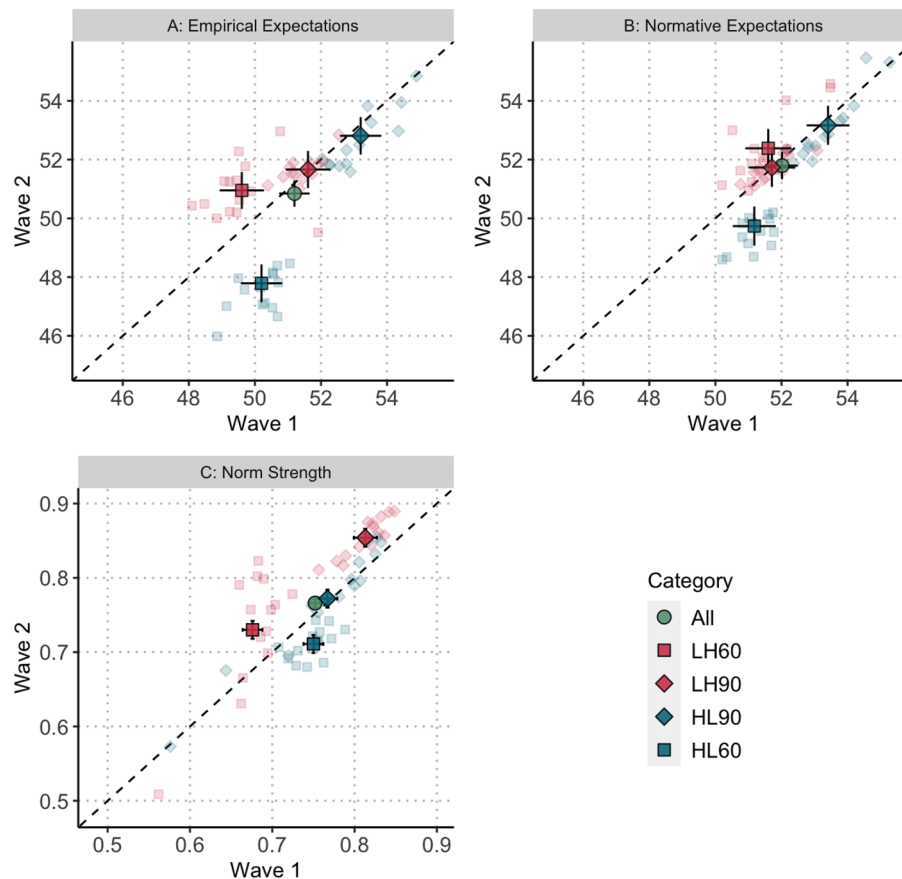 A: Empirical Expectations
B: Normative Expectations
54
52
50
48
46
Wave 2
46 48 50 52 54
Wave 1
54
52
50
48
46
Wave 2
46 48 50 52 54
Wave 1
C: Norm Strength
0.9
0.8
0.7
0.6
0.5
Wave 2
0.5 0.6 0.7 0.8 0.9
Wave 1
Category
All
LH60
LH90
HL90
HL60